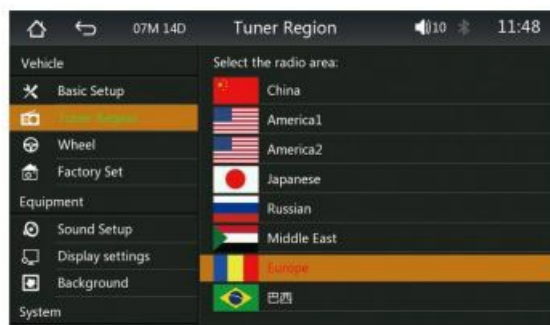 07M 14D Tuner Region 10 11:48
Vehicle
Basic Setup
Tuner Region
Wheel
Factory Set
Equipment
Sound Setup
Display settings
Background
System
Select the radio area:
China
America1
America2
Japanese
Russian
Middle East
Europe
巴西